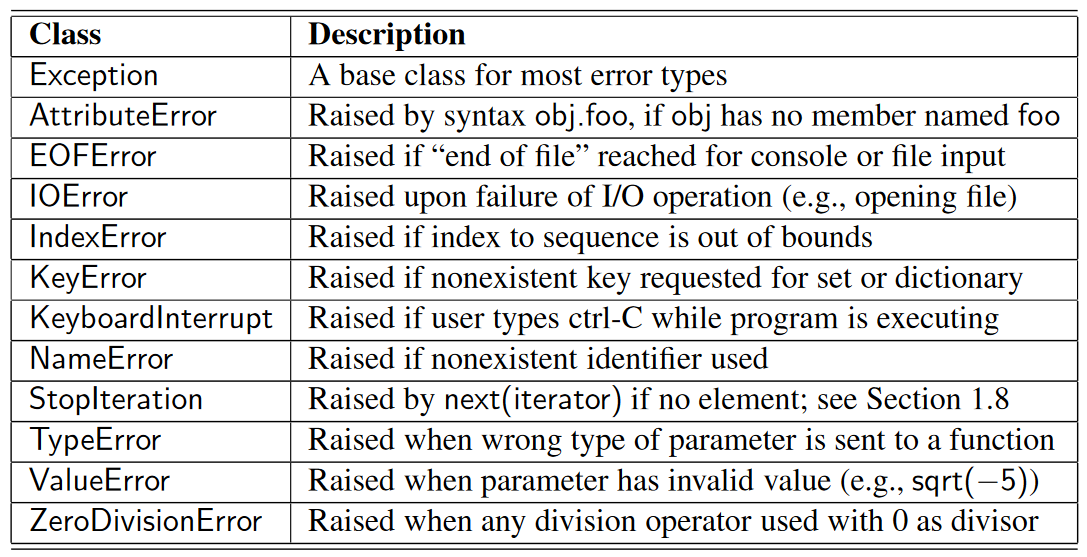 Class Description
Exception A base class for most error types
AttributeError Raised by syntax obj.foo, if obj has no member named foo
EOFError Raised if “end of file” reached for console or file input
IOError Raised upon failure of I/O operation (e.g., opening file)
IndexError Raised if index to sequence is out of bounds
KeyError Raised if nonexistent key requested for set or dictionary
KeyboardInterrupt Raised if user types ctrl-C while program is executing
NameError Raised if nonexistent identifier used
StopIteration Raised by next(iterator) if no element; see Section 1.8
TypeError Raised when wrong type of parameter is sent to a function
ValueError Raised when parameter has invalid value (e.g., sqrt(−5))
ZeroDivisionError Raised when any division operator used with 0 as divisor